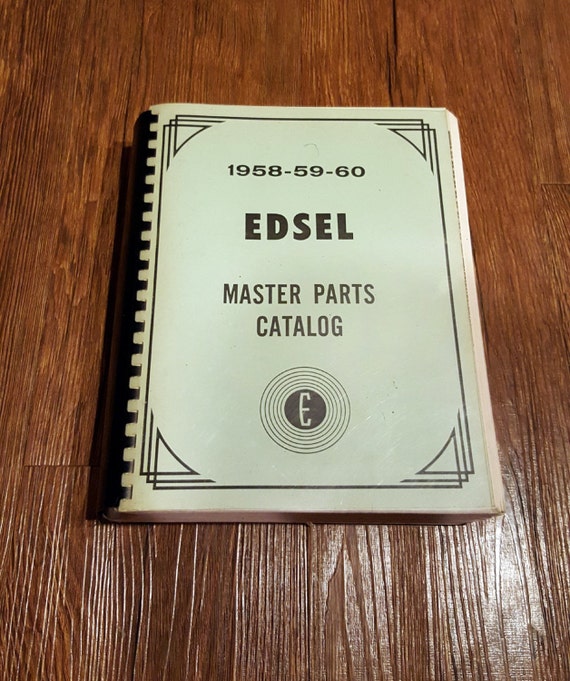 1958-59-60
EDSEL
MASTER PARTS
CATALOG
E